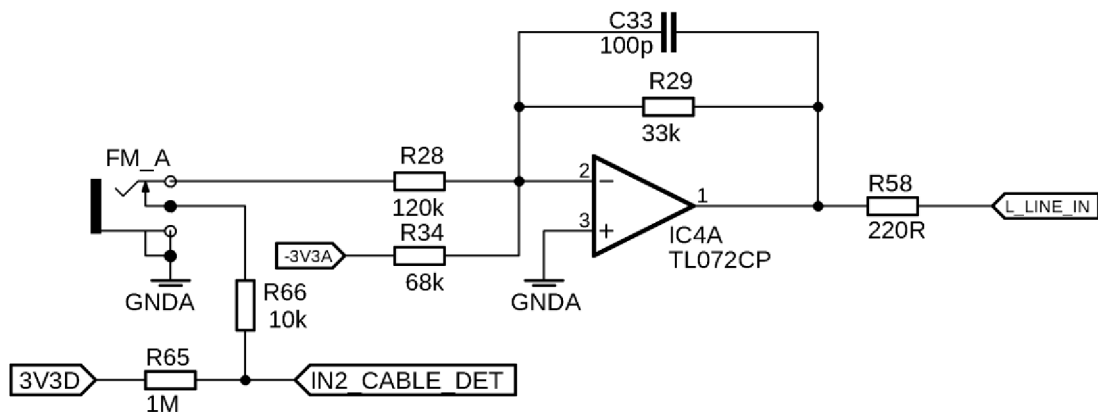 C33
100p
R29
33k
FM_A
R28
120k
2
−
1
R58
220R
L_LINE_IN
3
+
IC4A
TL072CP
-3V3A
R34
68k
GNDA
GNDA
R66
10k
3V3D
R65
1M
IN2_CABLE_DET